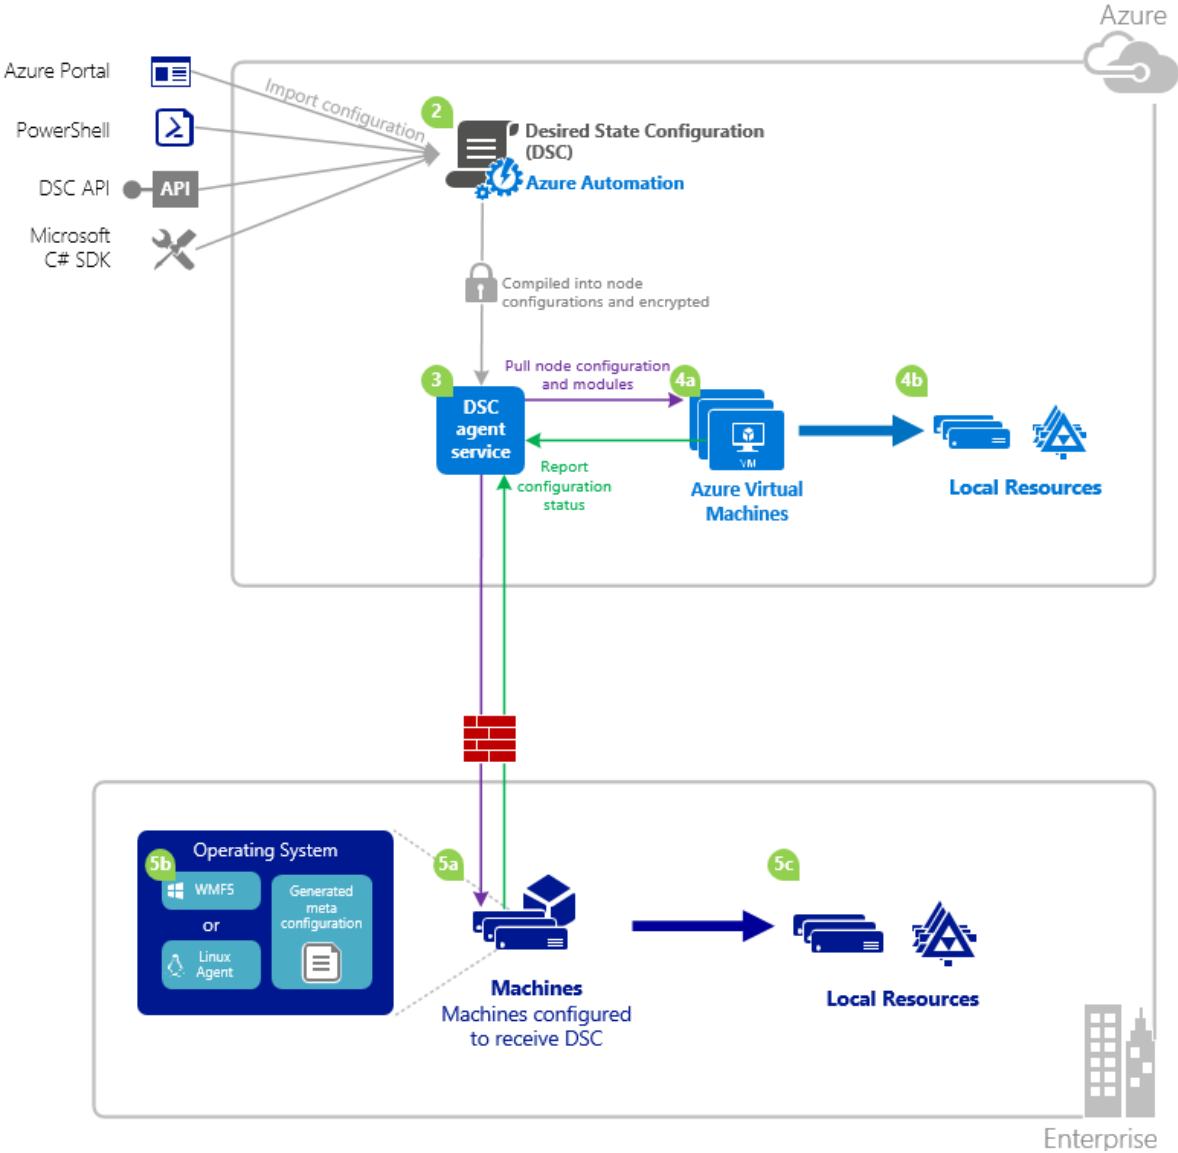 Azure
Azure Portal
Import configuration
PowerShell
2
Desired State Configuration
(DSC)
Azure Automation
DSC API
API
Microsoft
C# SDK
Compiled into node
configurations and encrypted
3
DSC
agent
service
Pull node configuration
and modules
4a
VM
Azure Virtual
Machines
4b
Local Resources
Report
configuration
status
Operating System
5b
WMF5
or
Linux
Agent
Generated
meta
configuration
5a
Machines
Machines configured
to receive DSC
5c
Local Resources
Enterprise